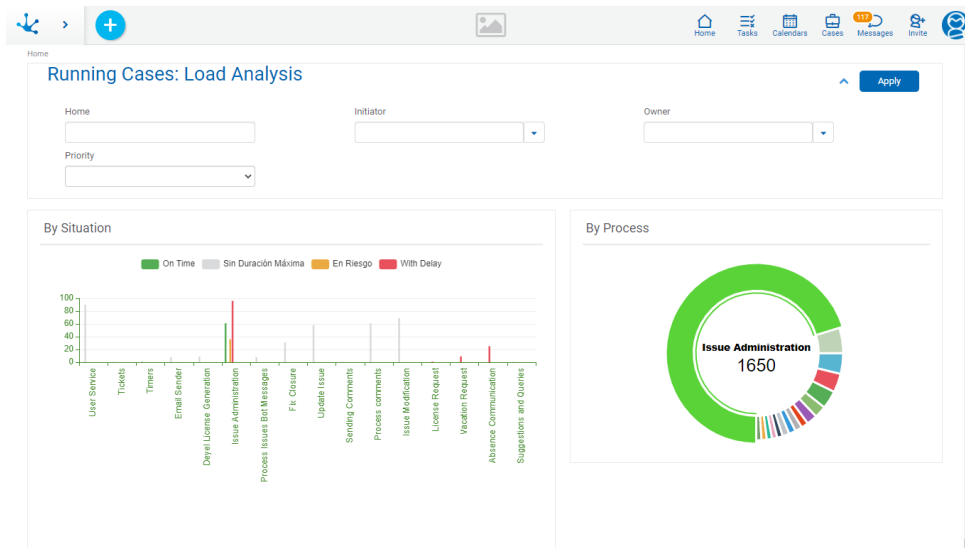 117
Home Tasks Calendars Cases Messages Invite
Home
Running Cases: Load Analysis
Apply
Home Initiator Owner
Priority
By Situation
On Time Sin Duración Máxima En Riesgo With Delay
100
80
60
40
20
0
User Service
Tickets
Timers
Email Sender
Deyel License Generation
Issue Administration
Process Issues Bot Messages
Fix Closure
Update Issue
Sending Comments
Process comments
Issue Modification
License Request
Vacation Request
Absence Communication
Suggestions and Queries
By Process
Issue Administration
1650